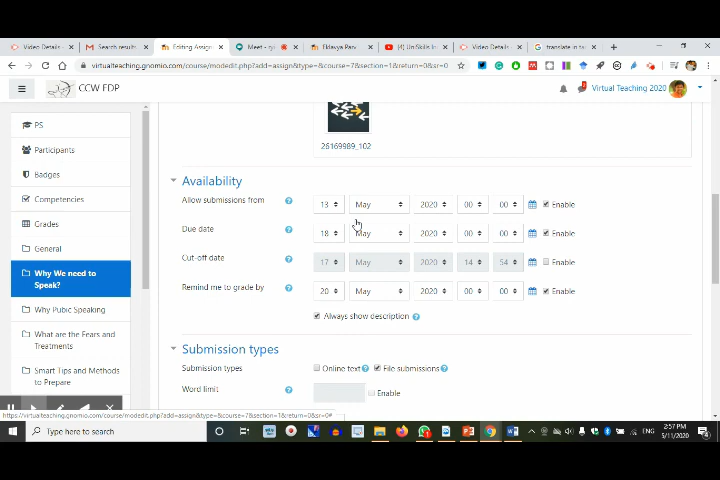 Video Details -
Search results
Editing Assign
Meet - zyl
Eklavya Parv
(4) UniSkills In
Video Details -
translate in ta
virtualteaching.gnomio.com/course/modedit.php?add=assign&type=&course=7&section=1&return=0&sr=0
CCW FDP
Virtual Teaching 2020
PS
Participants
Badges
Competencies
Grades
General
Why We need to
Speak?
Why Pubic Speaking
What are the Fears and
Treatments
Smart Tips and Methods
to Prepare
26169989_102
Availability
Allow submissions from
13 May 2020 00 00 Enable
Due date
18 May 2020 00 00 Enable
Cut-off date
17 May 2020 14 54 Enable
Remind me to grade by
20 May 2020 00 00 Enable
Always show description
Submission types
Submission types
Online text File submissions
Word limit
Enable
https://virtualteaching.gnomio.com/course/modedit.php?add=assign&type=&course=7&section=1&return=0&sr=0#
Type here to search
ENG
2:57 PM
5/11/2020
4